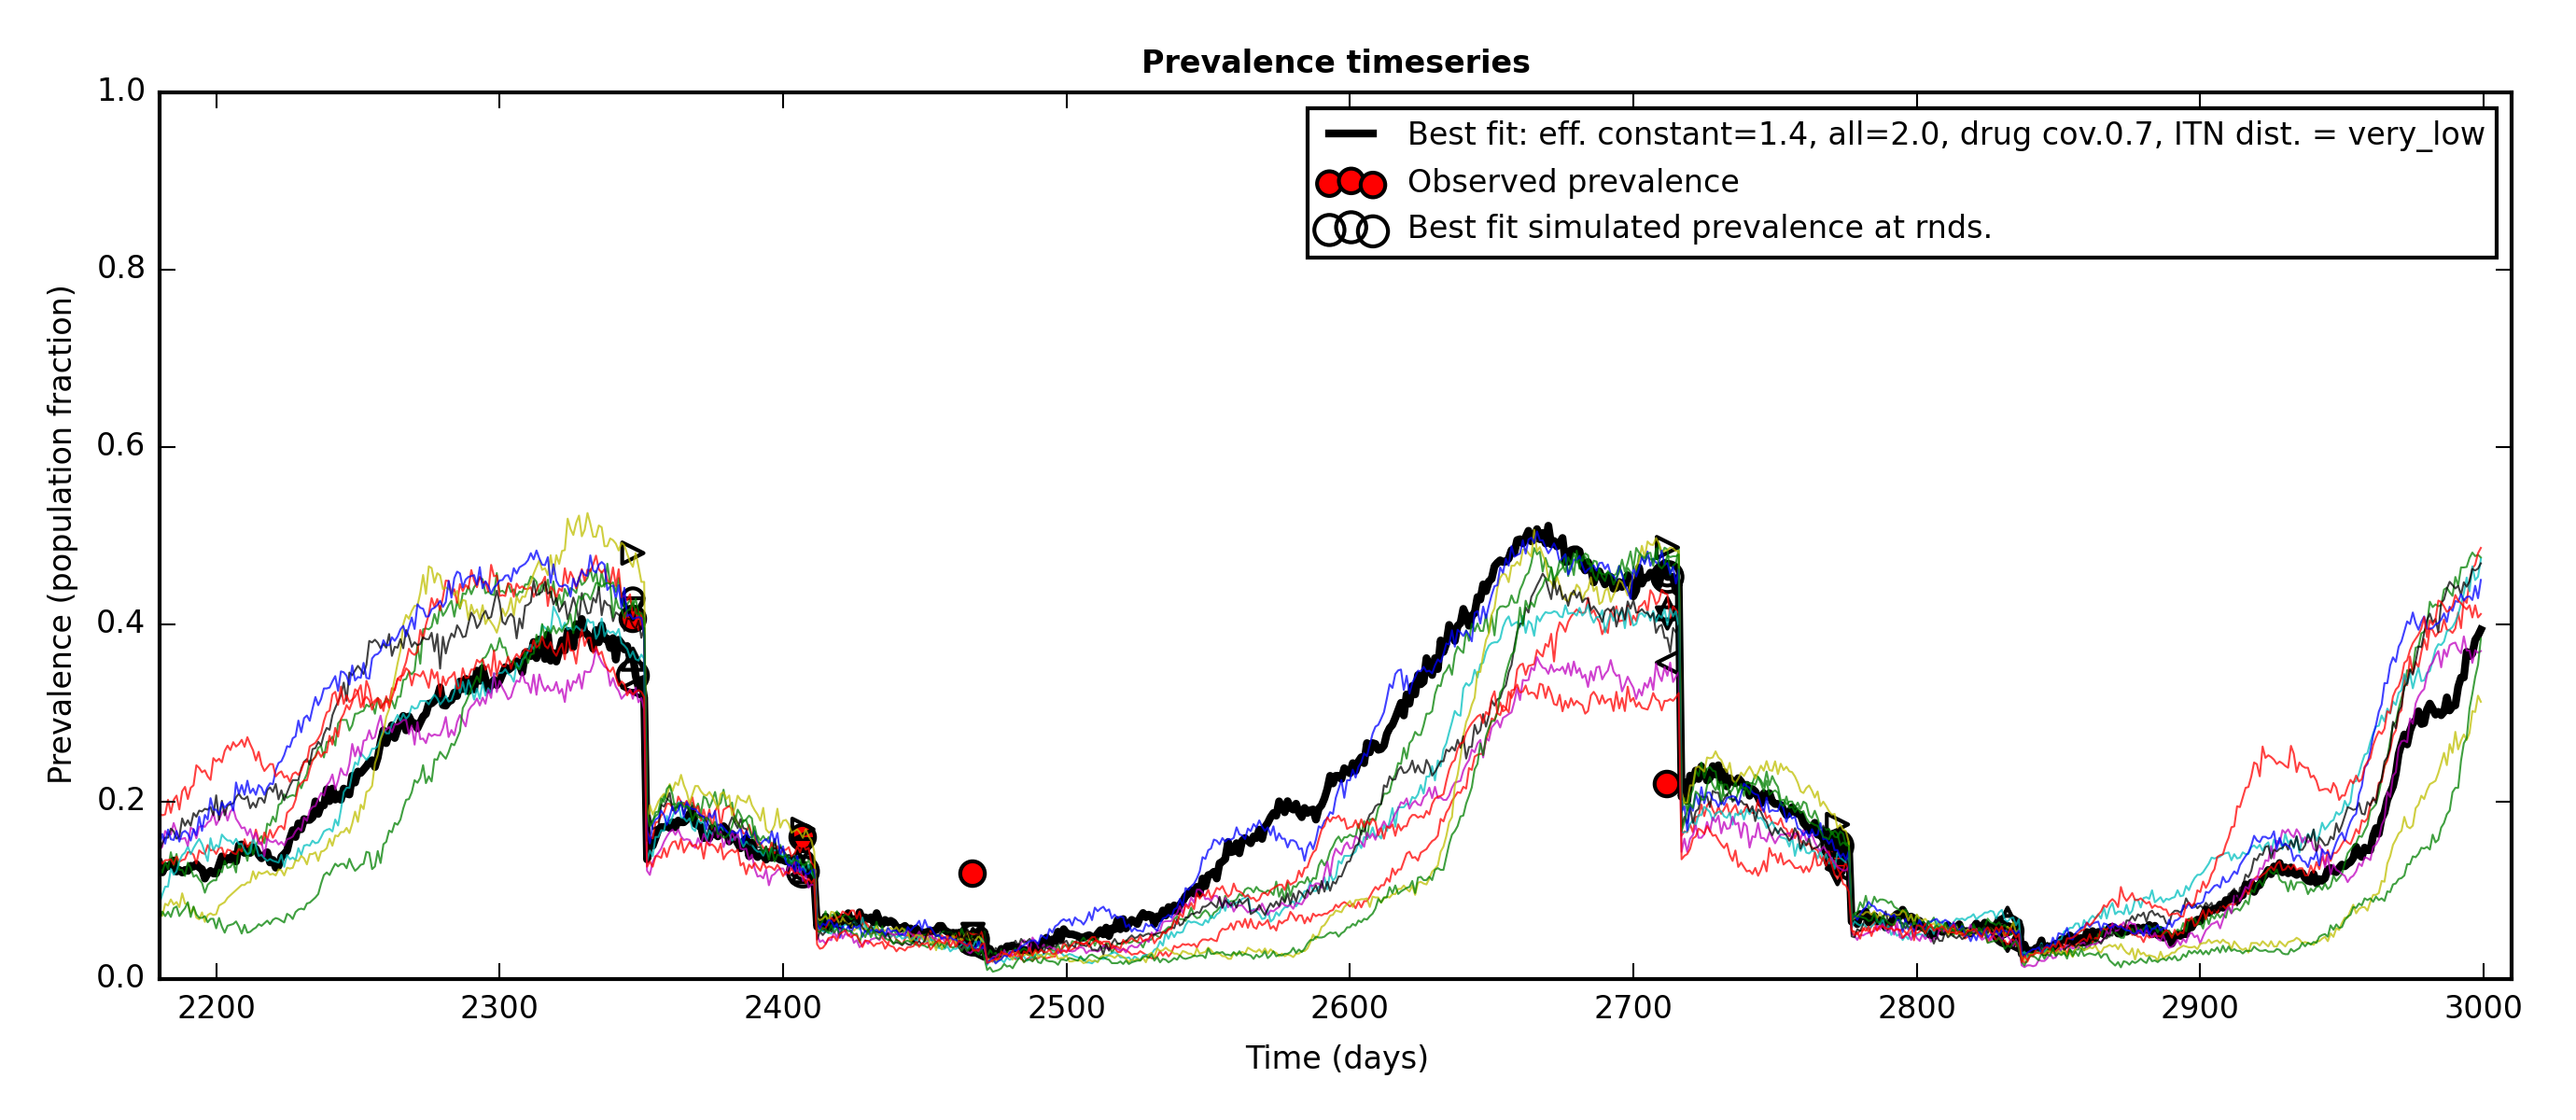 Prevalence timeseries
1.0
0.8
0.6
0.4
0.2
0.0
Prevalence (population fraction)
Best fit: eff. constant=1.4, all=2.0, drug cov.0.7, ITN dist. = very_low
Observed prevalence
Best fit simulated prevalence at rnds.
2200 2300 2400 2500 2600 2700 2800 2900 3000
Time (days)